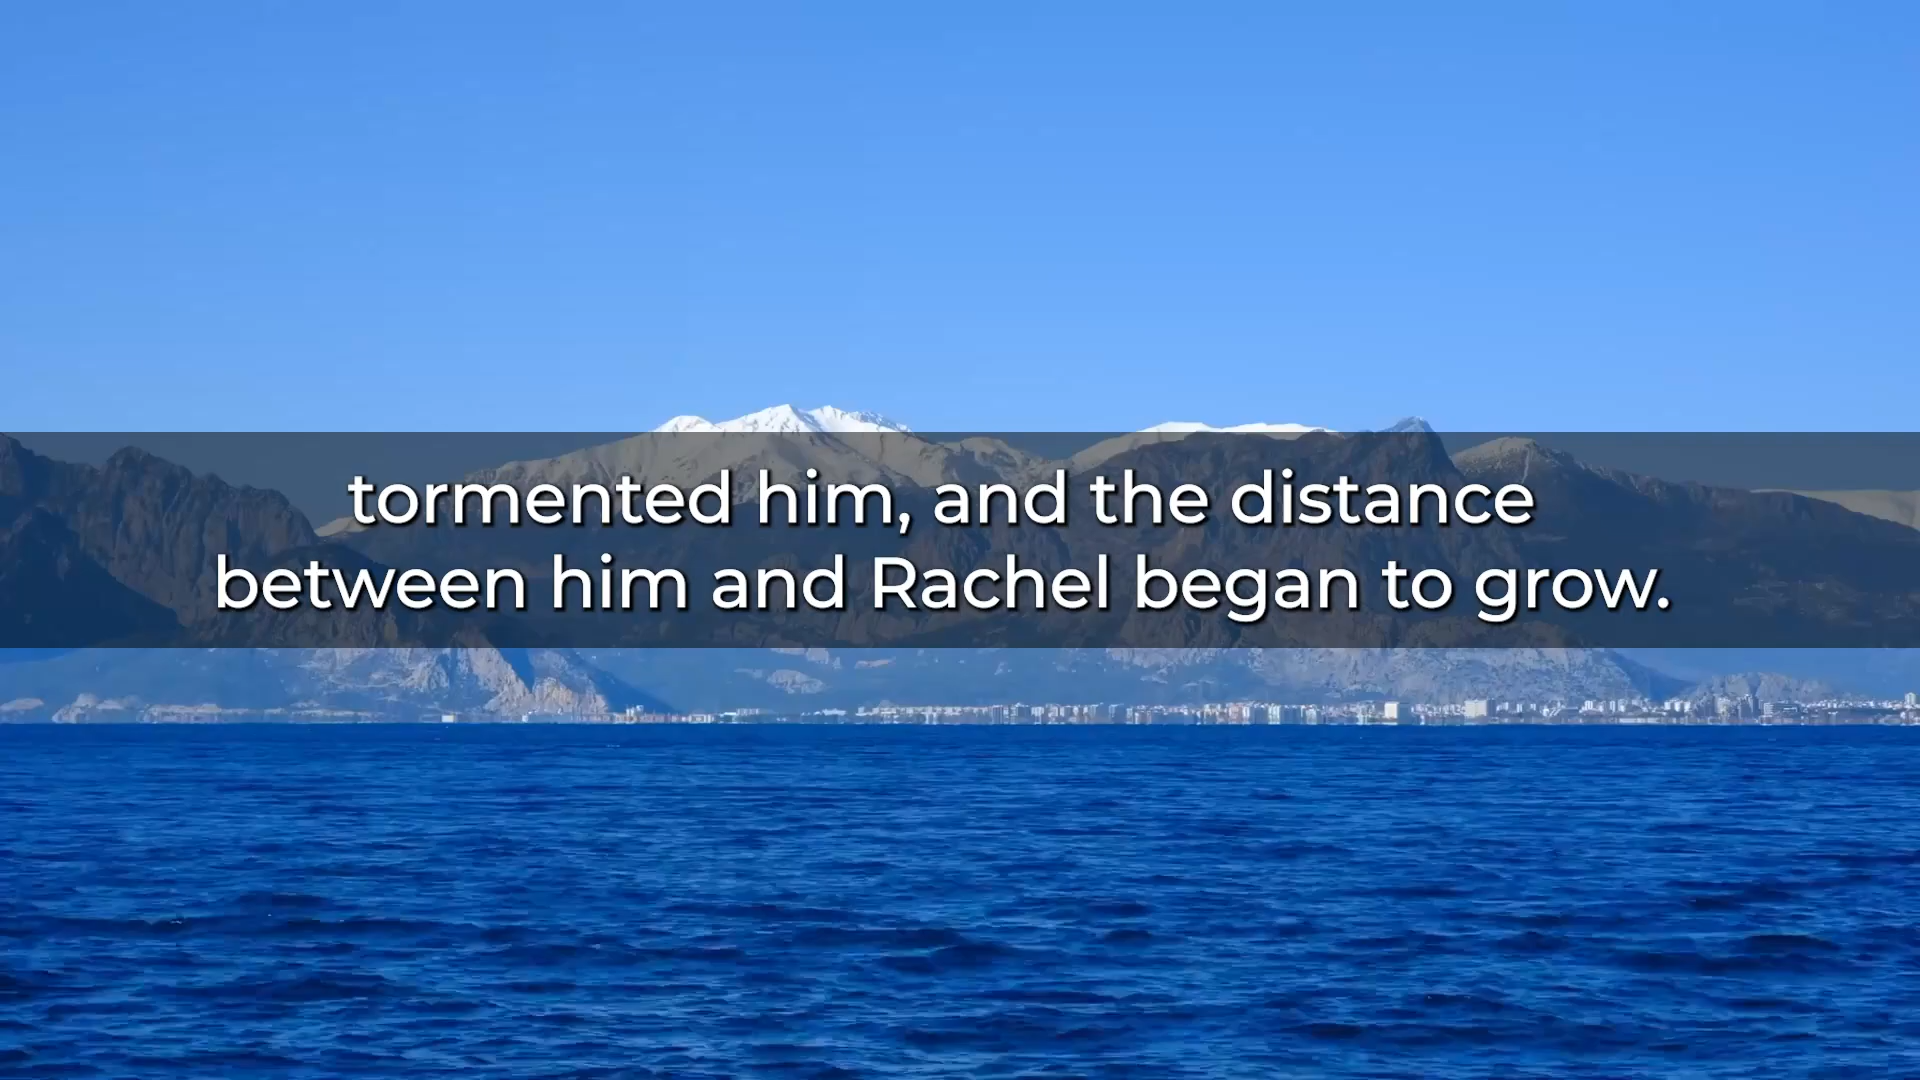 tormented him, and the distance
between him and Rachel began to grow.